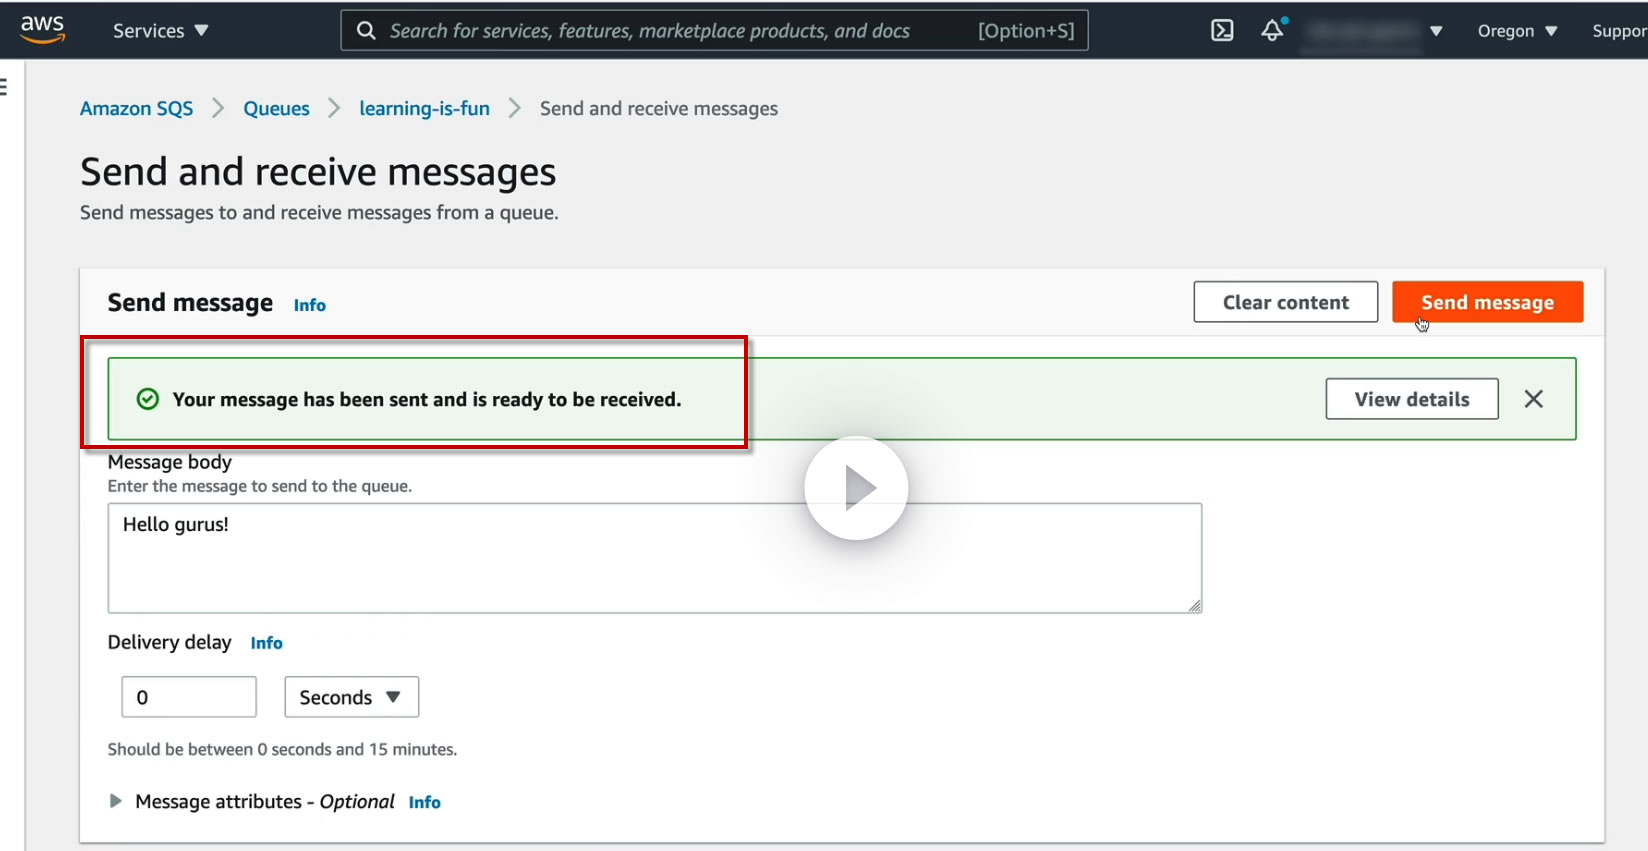 aws Services Search for services, features, marketplace products, and docs [Option+S] Oregon Suppor
Amazon SQS Queues learning-is-fun Send and receive messages
Send and receive messages
Send messages to and receive messages from a queue.
Send message Info Clear content Send message
Your message has been sent and is ready to be received. View details
Message body
Enter the message to send to the queue.
Hello gurus!
Delivery delay Info
0 Seconds
Should be between 0 seconds and 15 minutes.
Message attributes - Optional Info